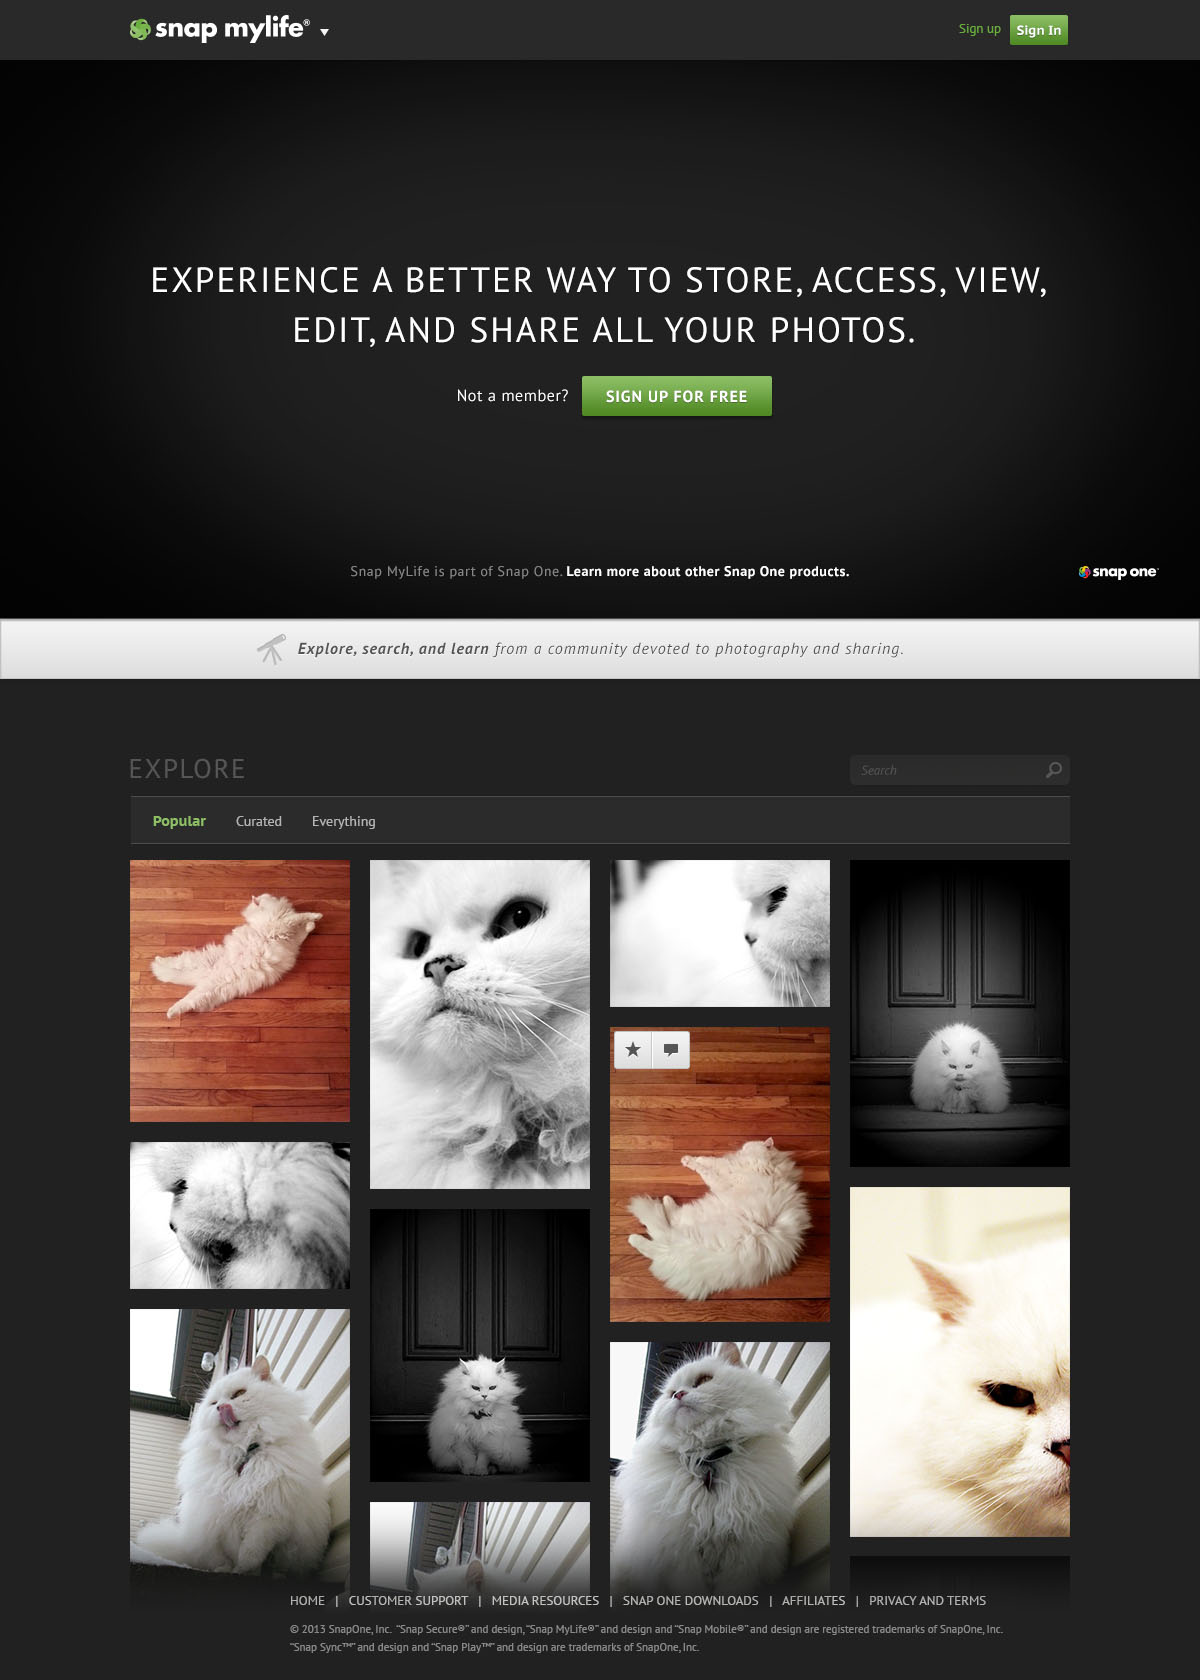 snap mylife®
Sign up
Sign In
EXPERIENCE A BETTER WAY TO STORE, ACCESS, VIEW,
EDIT, AND SHARE ALL YOUR PHOTOS.
Not a member?
SIGN UP FOR FREE
Snap MyLife is part of Snap One. Learn more about other Snap One products.
snap one
Explore, search, and learn from a community devoted to photography and sharing.
EXPLORE
Search
Popular
Curated
Everything
HOME | CUSTOMER SUPPORT | MEDIA RESOURCES | SNAP ONE DOWNLOADS | AFFILIATES | PRIVACY AND TERMS
© 2013 SnapOne, Inc. “Snap Secure®” and design, “Snap MyLife®” and design and “Snap Mobile®” and design are registered trademarks of SnapOne, Inc.
“Snap Sync™” and design and “Snap Play™” and design are trademarks of SnapOne, Inc.